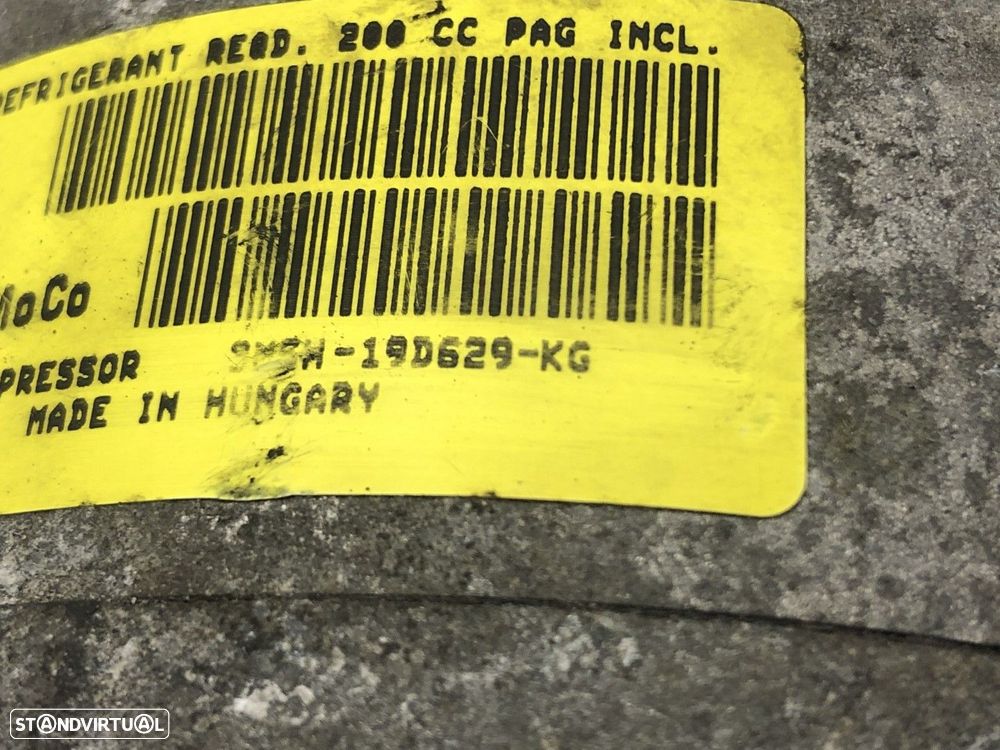 REFRIGERANT REQD. 200 CC PAG INCL.
MoCo
PRESSOR -19D629-KG
MADE IN HUNGARY
STANDVIRTUAL